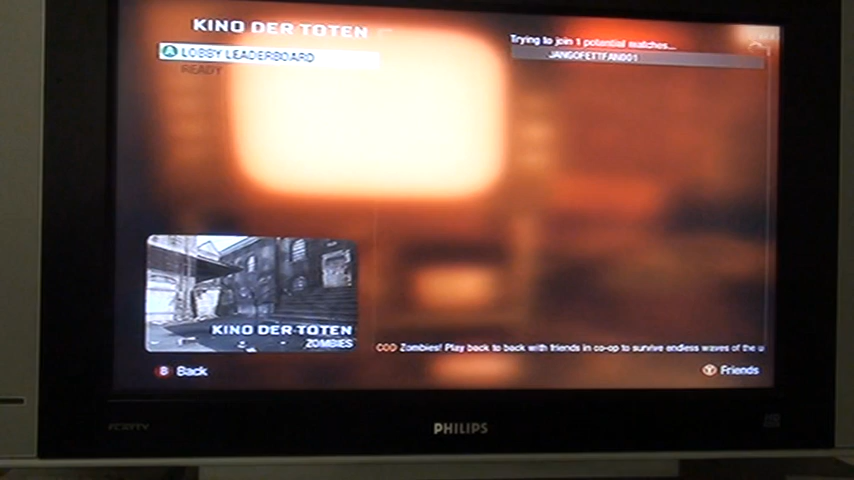 KINO DER TOTEN
A LOBBY LEADERBOARD
READY
Trying to join 1 potential matches...
JANGOFETTFAN001
KINO DER TOTEN
ZOMBIES
COD Zombies! Play back to back with friends in co-op to survive endless waves of the u
B Back
Y Friends
PHILIPS